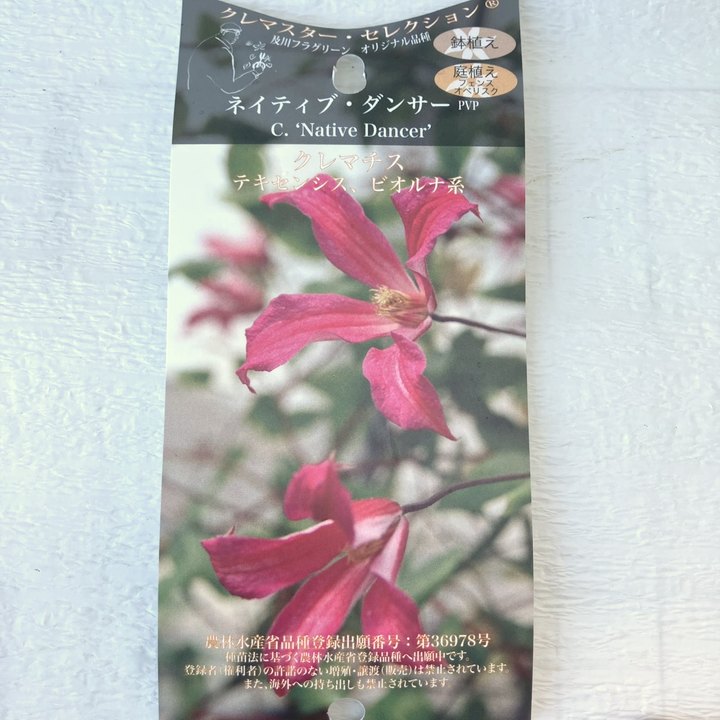 クレマスター・セレクション®
及川フラグリーン オリジナル品種
鉢植え
庭植え
フェンス
オベリスク
ネイティブ・ダンサー PVP
C. ‘Native Dancer’
クレマチス
テキセンシス、ビオルナ系
農林水産省品種登録出願番号：第36978号
種苗法に基づく農林水産省登録品種へ出願中です。
登録者（権利者）の許諾のない増殖・譲渡（販売）は禁止されています。
また、海外への持ち出しも禁止されています。